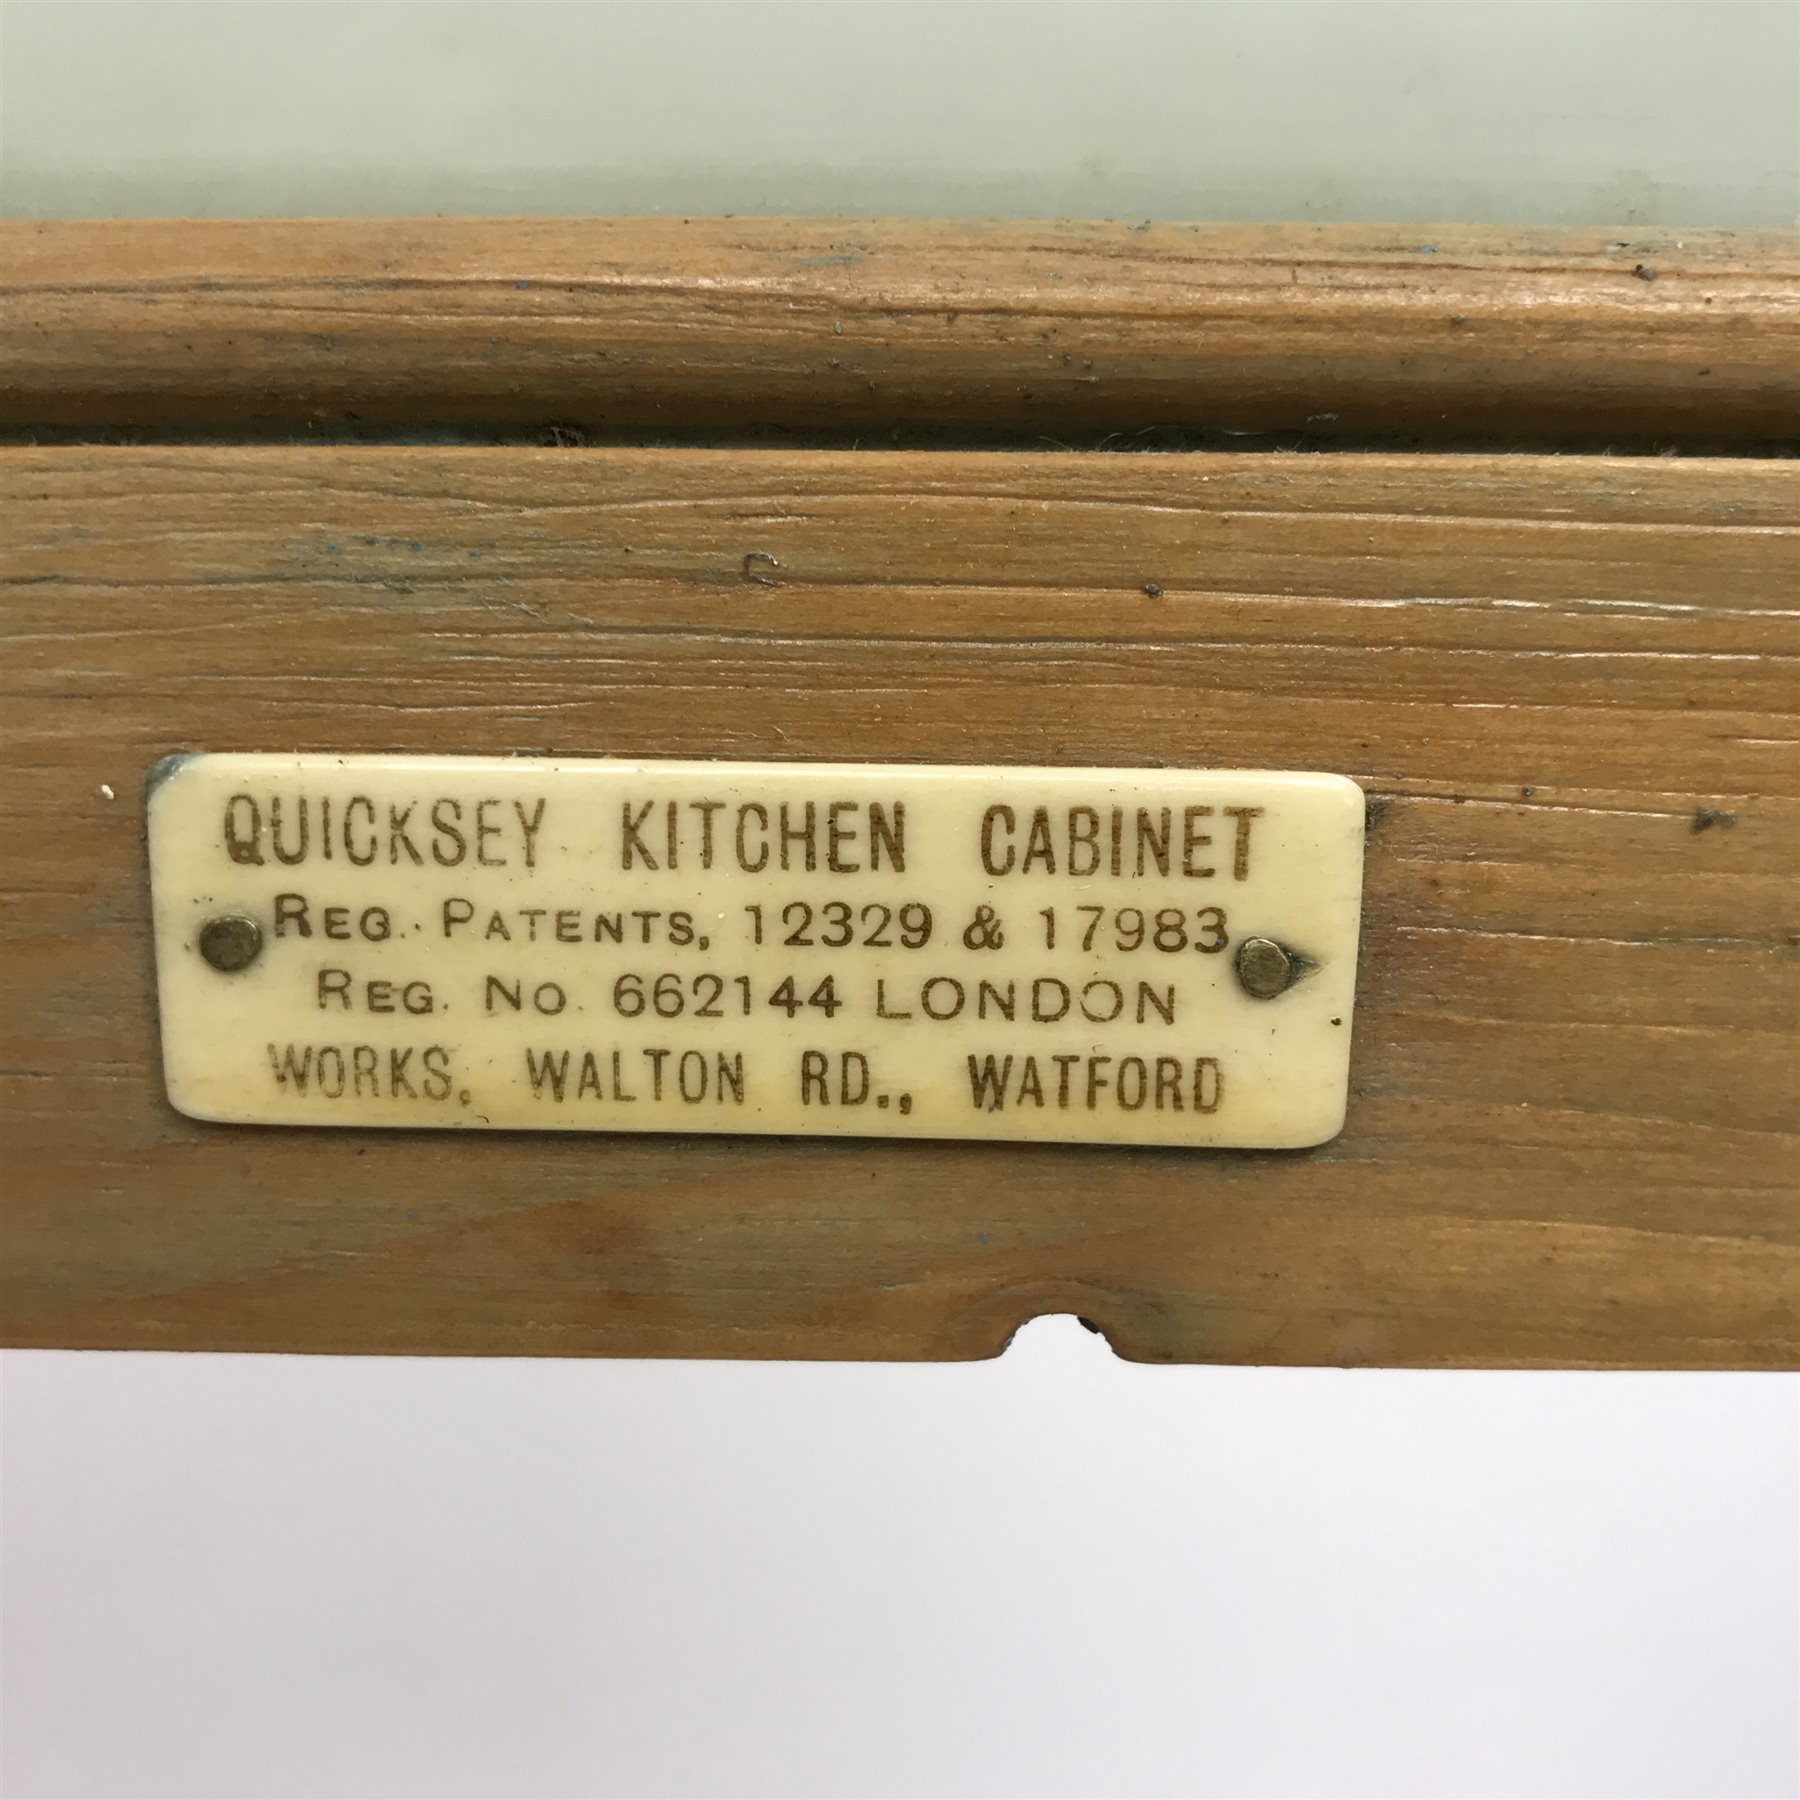 QUICKSEY KITCHEN CABINET
REG. PATENTS, 12329 & 17983
REG. NO. 662144 LONDON
WORKS, WALTON RD., WATFORD